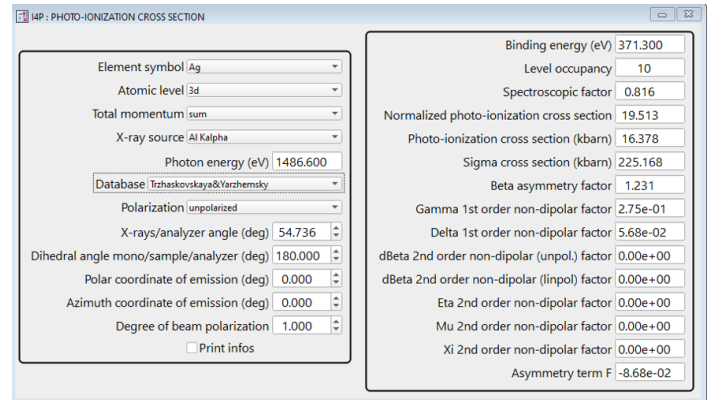 I4P : PHOTO-IONIZATION CROSS SECTION
Element symbol Ag
Atomic level 3d
Total momentum sum
X-ray source Al Kalpha
Photon energy (eV) 1486.600
Database Trzhaskovskaya&Yarzhemsky
Polarization unpolarized
X-rays/analyzer angle (deg) 54.736
Dihedral angle mono/sample/analyzer (deg) 180.000
Polar coordinate of emission (deg) 0.000
Azimuth coordinate of emission (deg) 0.000
Degree of beam polarization 1.000
Print infos
Binding energy (eV) 371.300
Level occupancy 10
Spectroscopic factor 0.816
Normalized photo-ionization cross section 19.513
Photo-ionization cross section (kbarn) 16.378
Sigma cross section (kbarn) 225.168
Beta asymmetry factor 1.231
Gamma 1st order non-dipolar factor 2.75e-01
Delta 1st order non-dipolar factor 5.68e-02
dBeta 2nd order non-dipolar (unpol.) factor 0.00e+00
dBeta 2nd order non-dipolar (linpol) factor 0.00e+00
Eta 2nd order non-dipolar factor 0.00e+00
Mu 2nd order non-dipolar factor 0.00e+00
Xi 2nd order non-dipolar factor 0.00e+00
Asymmetry term F -8.68e-02